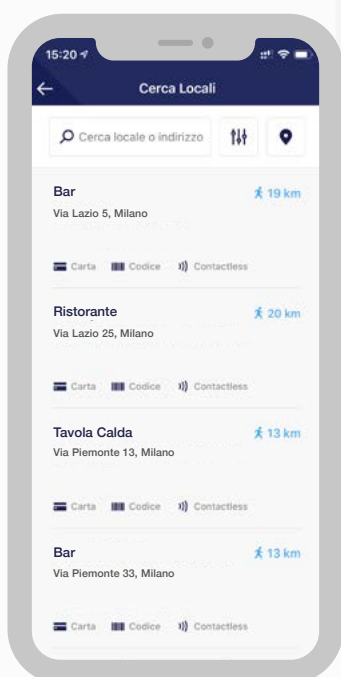 15:20
Cerca Locali
Cerca locale o indirizzo
Bar
19 km
Via Lazio 5, Milano
Carta Codice Contactless
Ristorante
20 km
Via Lazio 25, Milano
Carta Codice Contactless
Tavola Calda
13 km
Via Piemonte 13, Milano
Carta Codice Contactless
Bar
13 km
Via Piemonte 33, Milano
Carta Codice Contactless